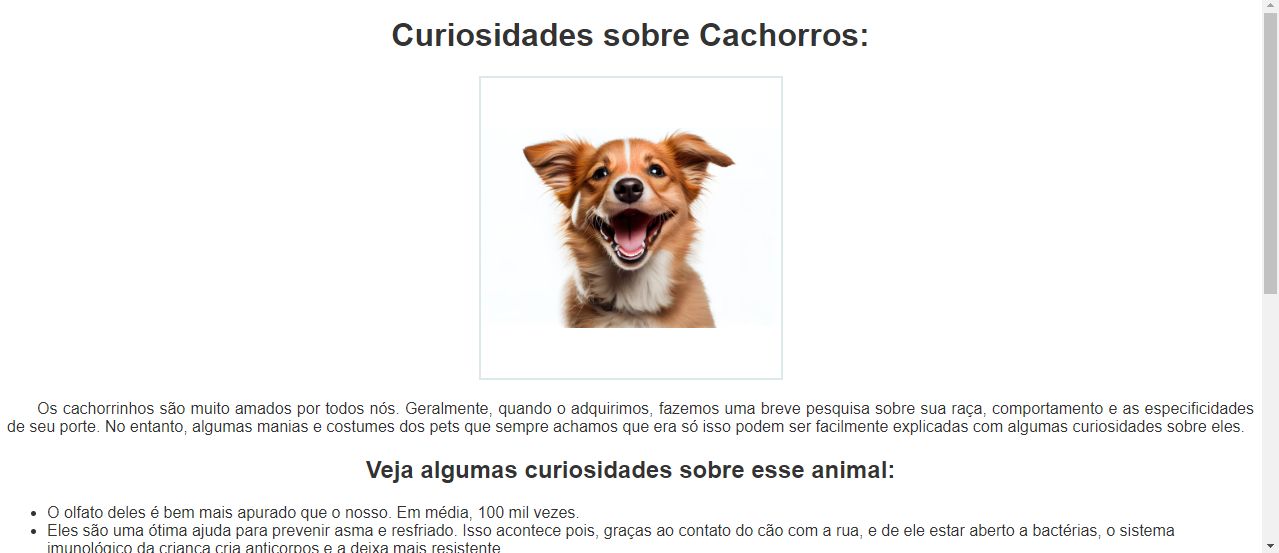 Curiosidades sobre Cachorros:
Os cachorrinhos são muito amados por todos nós. Geralmente, quando o adquirimos, fazemos uma breve pesquisa sobre sua raça, comportamento e as especificidades
de seu porte. No entanto, algumas manias e costumes dos pets que sempre achamos que era só isso podem ser facilmente explicadas com algumas curiosidades sobre eles.
Veja algumas curiosidades sobre esse animal:
• O olfato deles é bem mais apurado que o nosso. Em média, 100 mil vezes.
• Eles são uma ótima ajuda para prevenir asma e resfriado. Isso acontece pois, graças ao contato do cão com a rua, e de ele estar aberto a bactérias, o sistema
imunológico da criança cria anticorpos e a deixa mais resistente